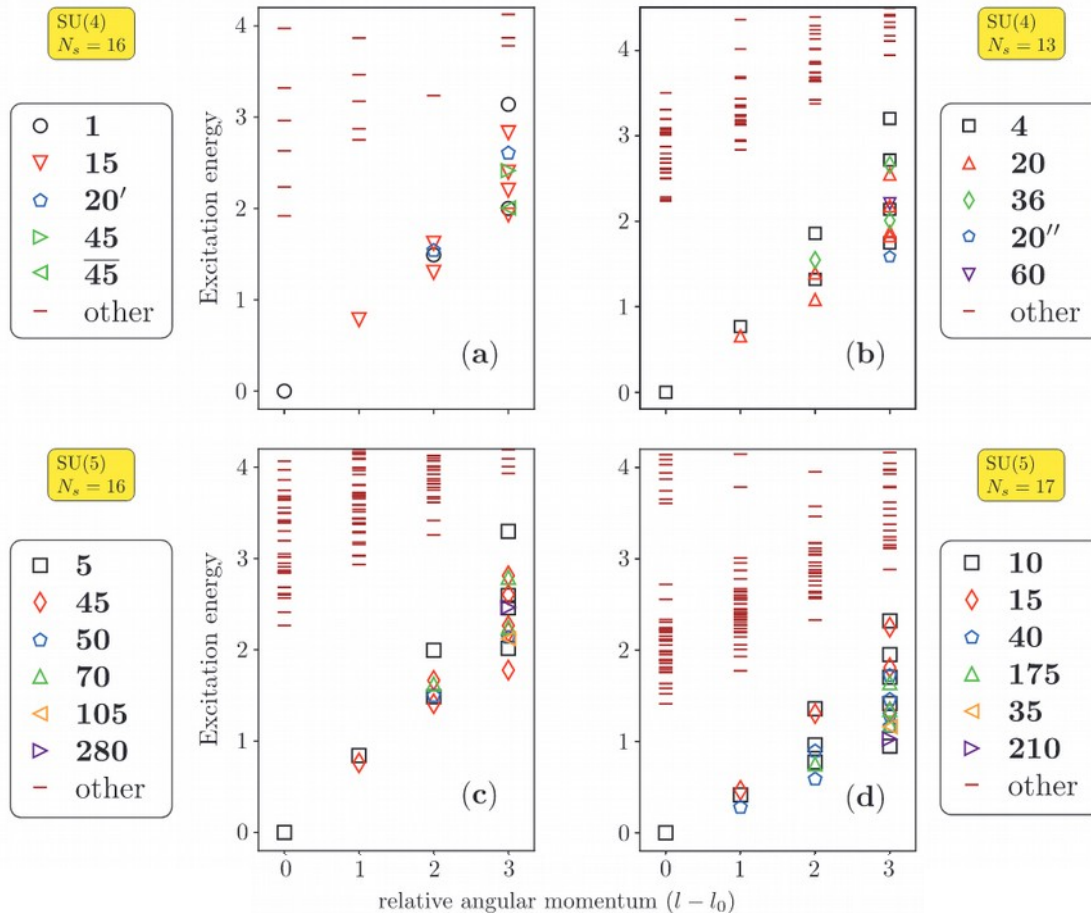 SU(4)
N_s = 16
1
15
20′
45
4̅5̅
other
Excitation energy
4
3
2
1
0
(a)
4
3
2
1
0
(b)
SU(4)
N_s = 13
4
20
36
20″
60
other
SU(5)
N_s = 16
5
45
50
70
105
280
other
Excitation energy
4
3
2
1
0
(c)
0 1 2 3
4
3
2
1
0
(d)
0 1 2 3
relative angular momentum (l − l₀)
SU(5)
N_s = 17
10
15
40
175
35
210
other